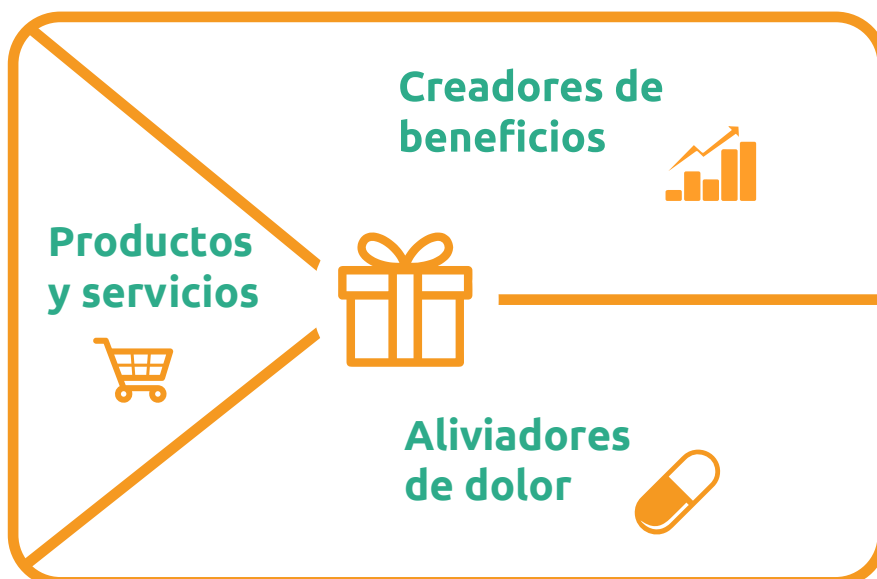 Creadores de
beneficios
Productos
y servicios
Aliviadores
de dolor